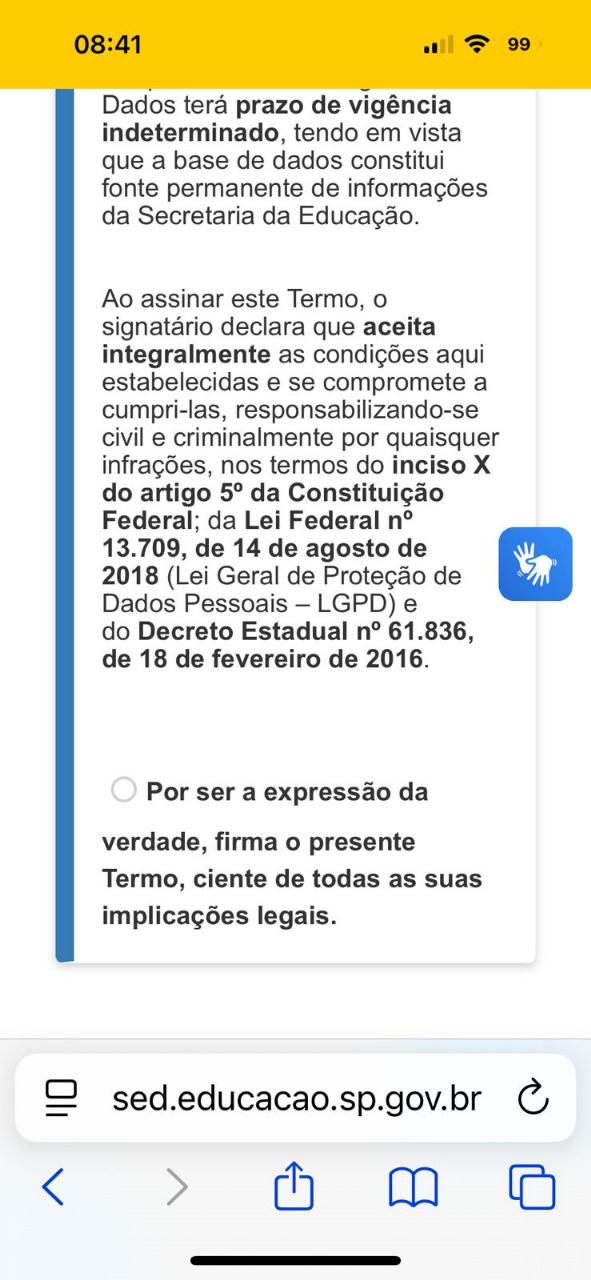 08:41
99
Dados terá prazo de vigência
indeterminado, tendo em vista
que a base de dados constitui
fonte permanente de informações
da Secretaria da Educação.
Ao assinar este Termo, o
signatário declara que aceita
integralmente as condições aqui
estabelecidas e se compromete a
cumpri-las, responsabilizando-se
civil e criminalmente por quaisquer
infrações, nos termos do inciso X
do artigo 5º da Constituição
Federal; da Lei Federal nº
13.709, de 14 de agosto de
2018 (Lei Geral de Proteção de
Dados Pessoais – LGPD) e
do Decreto Estadual nº 61.836,
de 18 de fevereiro de 2016.
Por ser a expressão da
verdade, firma o presente
Termo, ciente de todas as suas
implicações legais.
sed.educacao.sp.gov.br